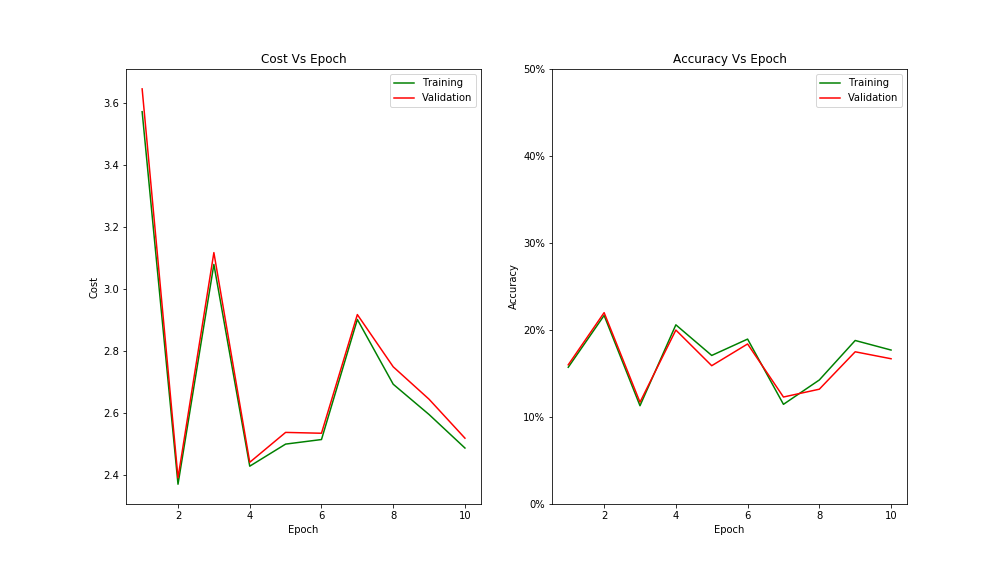 Cost Vs Epoch
Training
Validation
3.6
3.4
3.2
3.0
2.8
2.6
2.4
Cost
2 4 6 8 10
Epoch
Accuracy Vs Epoch
Training
Validation
50%
40%
30%
20%
10%
0%
Accuracy
2 4 6 8 10
Epoch